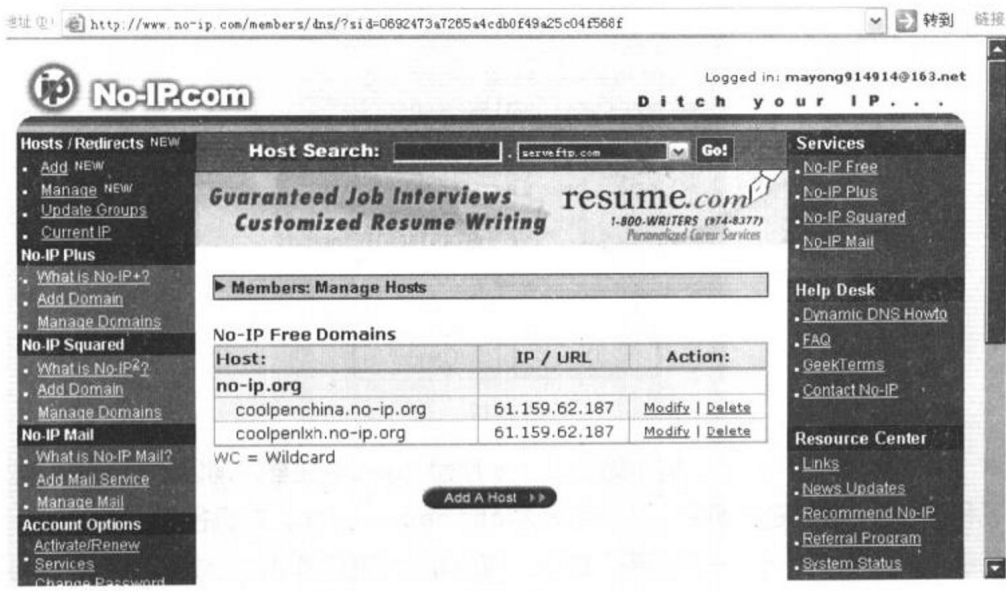 http://www.no-ip.com/members/dns/?sid=0692473a7265a4cdb0f49a25c04f568f 转到 链接
Logged in: mayong914914@163.net
ip No-IP.com
Ditch your IP...
Hosts / Redirects NEW
Add NEW
Manage NEW
Update Groups
Current IP
No-IP Plus
What is No-IP+?
Add Domain
Manage Domains
No-IP Squared
What is No-IP2?
Add Domain
Manage Domains
No-IP Mail
What is No-IP Mail?
Add Mail Service
Manage Mail
Account Options
Activate/Renew
Services
Change Password
Host Search: . serveftp.com Go!
Guaranteed Job Interviews
Customized Resume Writing
resume.com
1-800-WRITERS (974-8377)
Personalized Career Services
Members: Manage Hosts
No-IP Free Domains
Host: IP / URL Action:
no-ip.org
coolpenchina.no-ip.org 61.159.62.187 Modify | Delete
coolpenlxh.no-ip.org 61.159.62.187 Modify | Delete
WC = Wildcard
Add A Host
Services
No-IP Free
No-IP Plus
No-IP Squared
No-IP Mail
Help Desk
Dynamic DNS Howto
FAQ
GeekTerms
Contact No-IP
Resource Center
Links
News Updates
Recommend No-IP
Referral Program
System Status